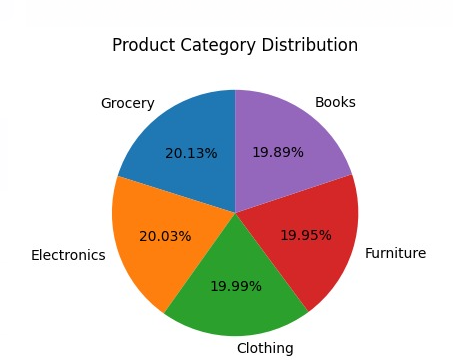 Product Category Distribution
Grocery
Books
20.13%
19.89%
20.03%
19.95%
Electronics
Furniture
19.99%
Clothing